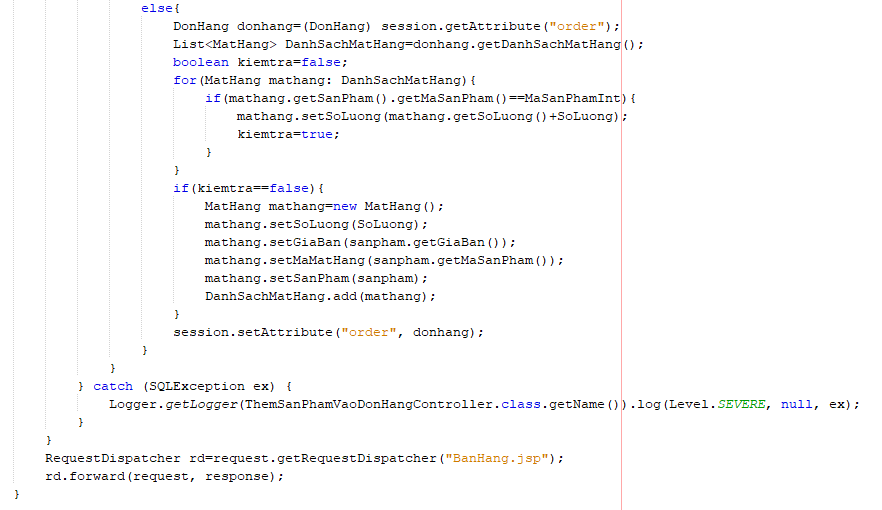 else{
DonHang donhang=(DonHang) session.getAttribute("order");
List<MatHang> DanhSachMatHang=donhang.getDanhSachMatHang();
boolean kiemtra=false;
for(MatHang mathang: DanhSachMatHang){
if(mathang.getSanPham().getMaSanPham()==MaSanPhamInt){
mathang.setSoLuong(mathang.getSoLuong()+SoLuong);
kiemtra=true;
}
}
if(kiemtra==false){
MatHang mathang=new MatHang();
mathang.setSoLuong(SoLuong);
mathang.setGiaBan(sanpham.getGiaBan());
mathang.setMaMatHang(sanpham.getMaSanPham());
mathang.setSanPham(sanpham);
DanhSachMatHang.add(mathang);
}
session.setAttribute("order", donhang);
}
}
} catch (SQLException ex) {
Logger.getLogger(ThemSanPhamVaoDonHangController.class.getName()).log(Level.SEVERE, null, ex);
}
}
RequestDispatcher rd=request.getRequestDispatcher("BanHang.jsp");
rd.forward(request, response);
}